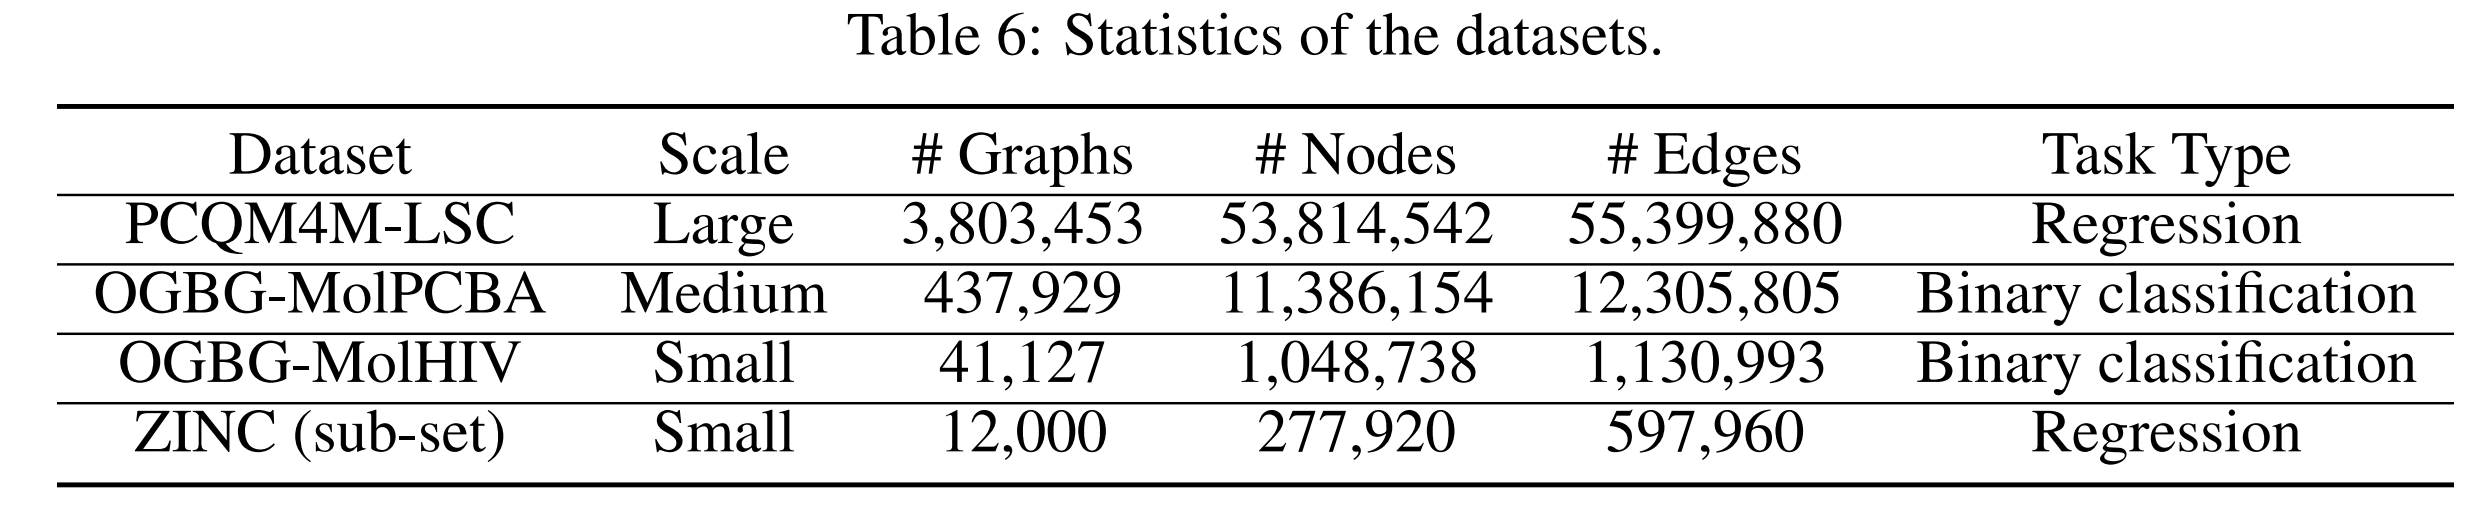 Table 6: Statistics of the datasets.
Dataset Scale # Graphs # Nodes # Edges Task Type
PCQM4M-LSC Large 3,803,453 53,814,542 55,399,880 Regression
OGBG-MolPCBA Medium 437,929 11,386,154 12,305,805 Binary classification
OGBG-MolHIV Small 41,127 1,048,738 1,130,993 Binary classification
ZINC (sub-set) Small 12,000 277,920 597,960 Regression